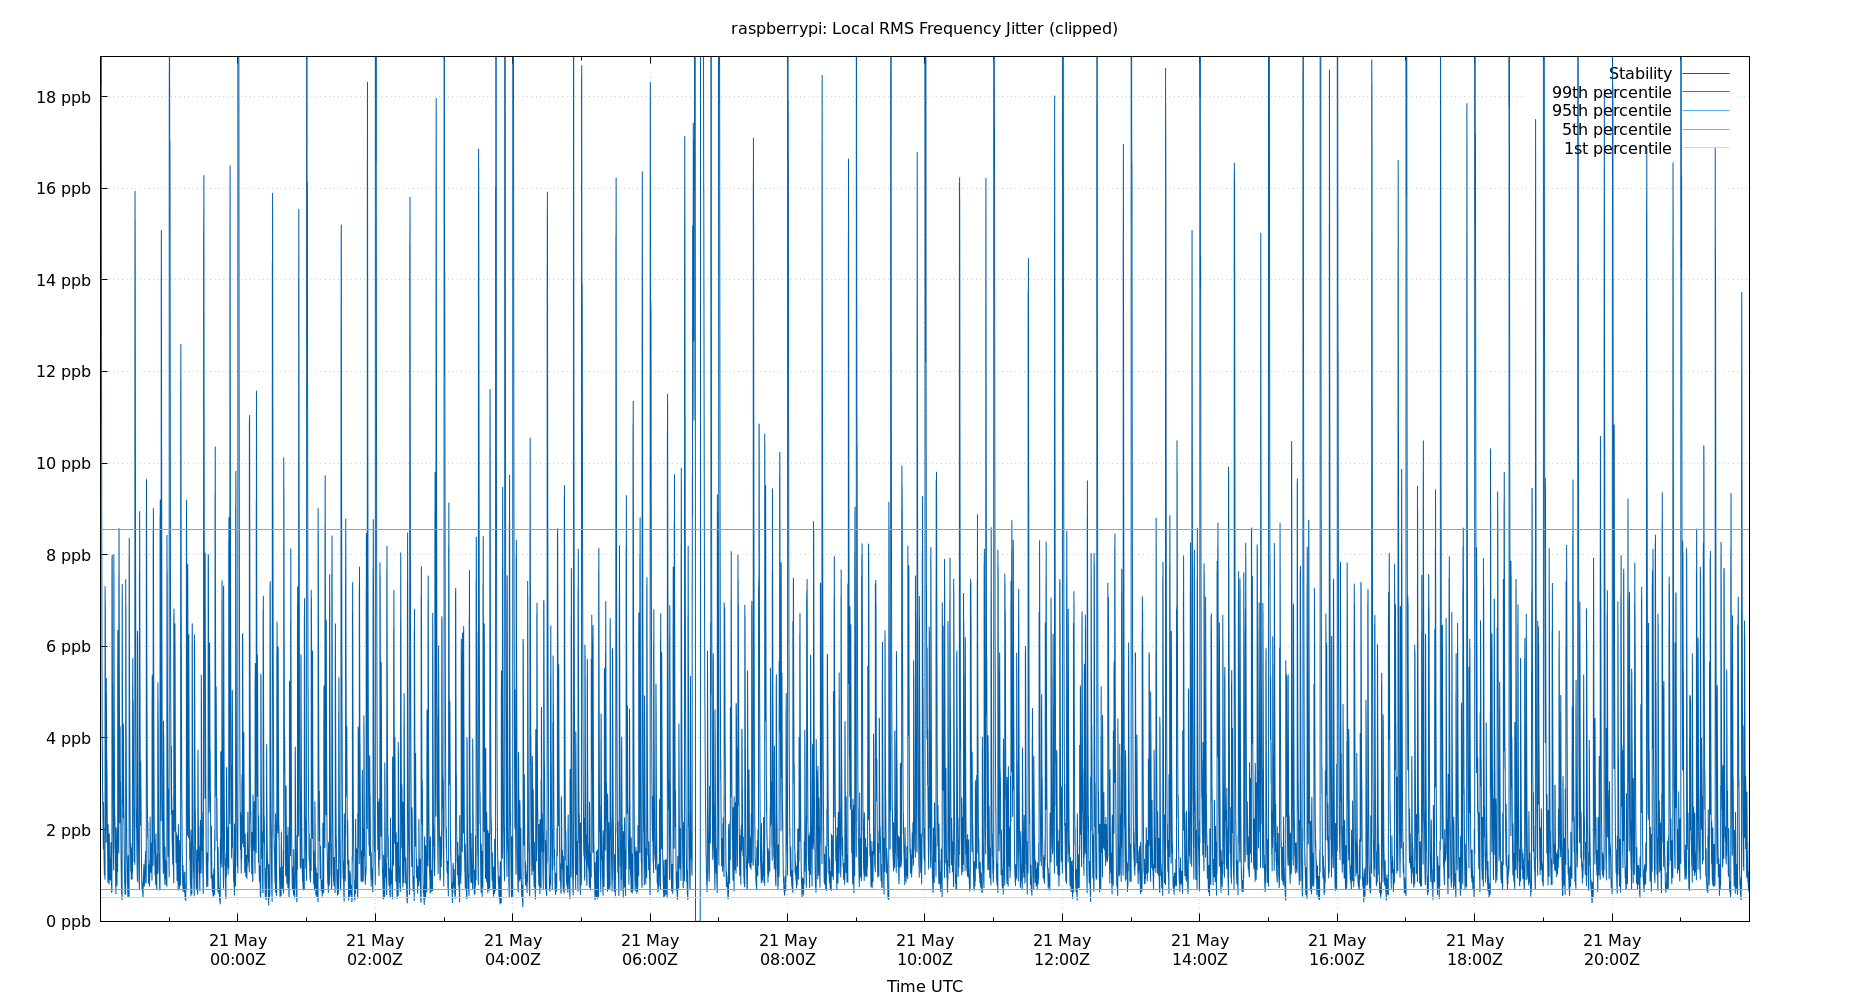 raspberrypi: Local RMS Frequency Jitter (clipped)
Stability
99th percentile
95th percentile
5th percentile
1st percentile
18 ppb
16 ppb
14 ppb
12 ppb
10 ppb
8 ppb
6 ppb
4 ppb
2 ppb
0 ppb
21 May 21 May 21 May 21 May 21 May 21 May 21 May 21 May 21 May 21 May 21 May
00:00Z 02:00Z 04:00Z 06:00Z 08:00Z 10:00Z 12:00Z 14:00Z 16:00Z 18:00Z 20:00Z
Time UTC